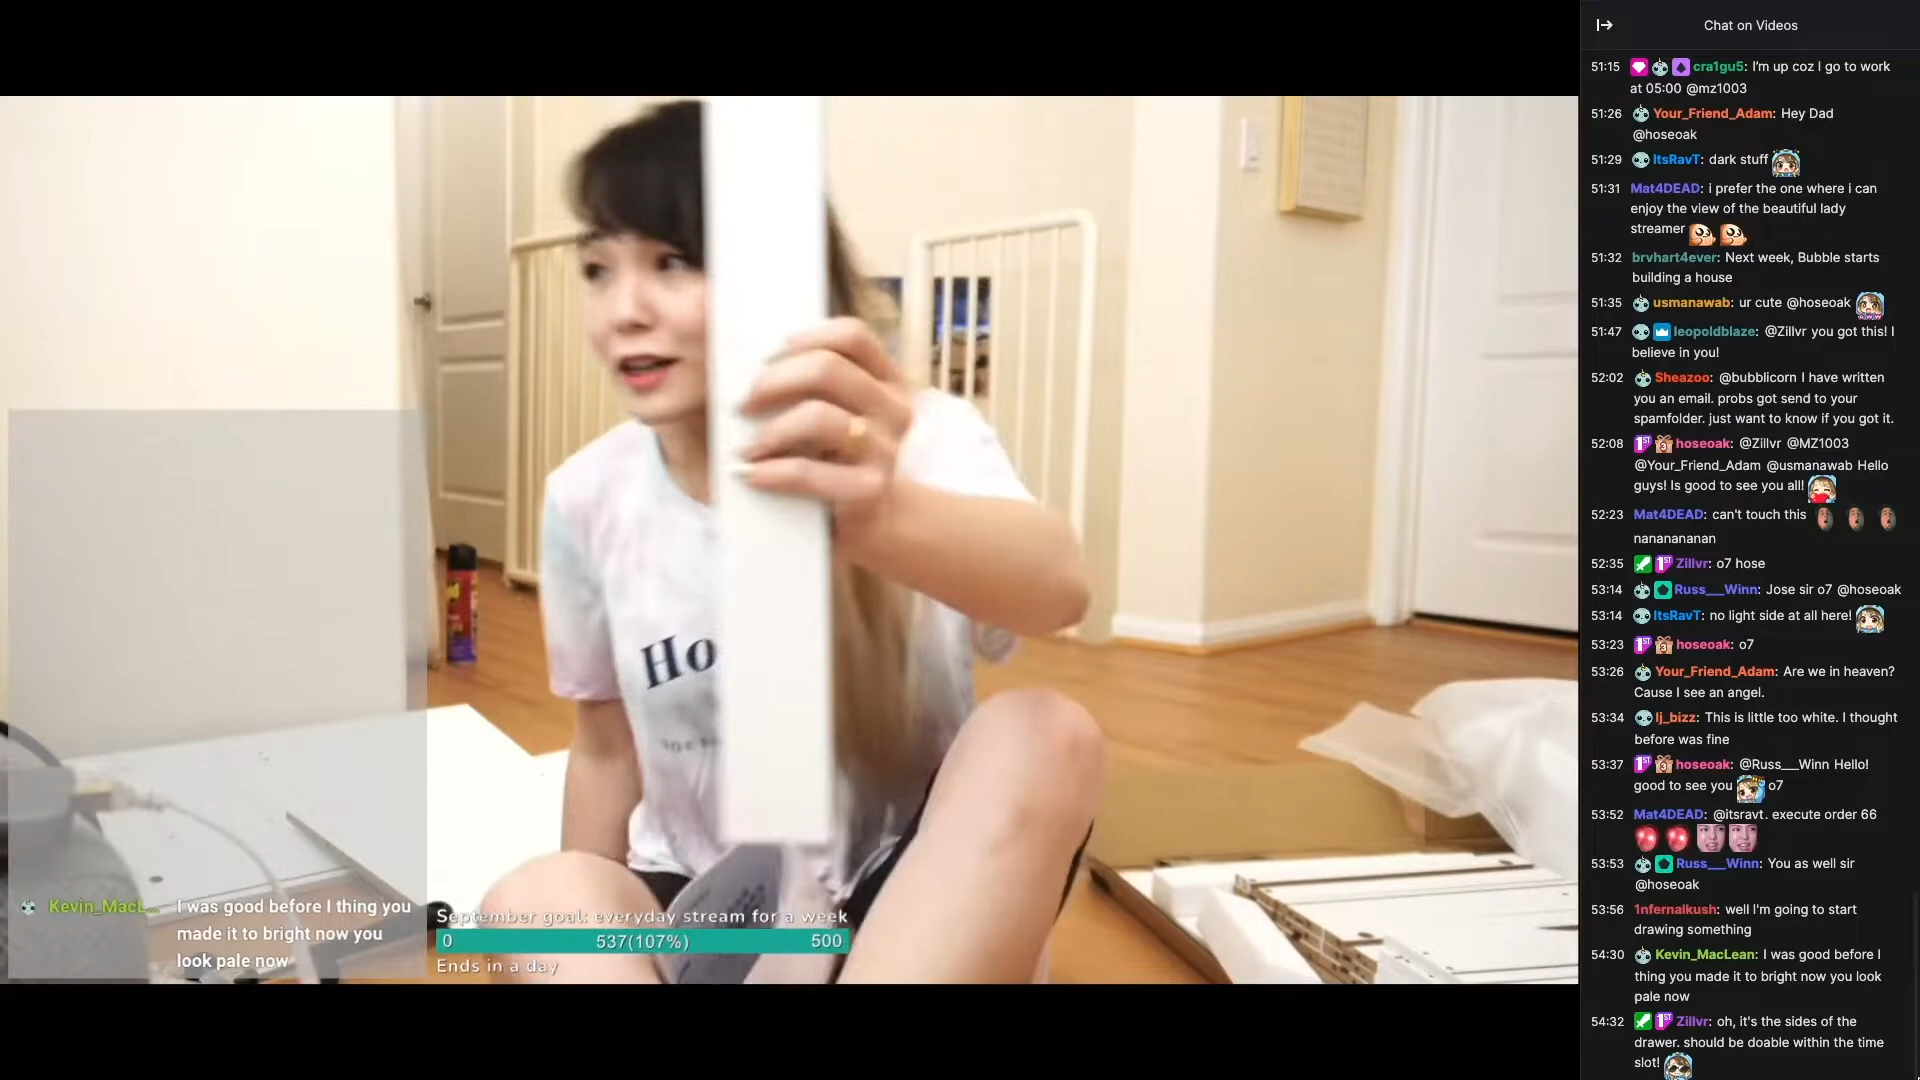 Chat on Videos
51:15 cra1gu5: I'm up coz I go to work
at 05:00 @mz1003
51:26 Your_Friend_Adam: Hey Dad
@hoseoak
51:29 ItsRavT: dark stuff
51:31 Mat4DEAD: i prefer the one where i can
enjoy the view of the beautiful lady
streamer
51:32 brvhart4ever: Next week, Bubble starts
building a house
51:35 usmanawab: ur cute @hoseoak
51:47 leopoldblaze: @Zillvr you got this! I
believe in you!
52:02 Sheazoo: @bubblicorn I have written
you an email. probs got send to your
spamfolder. just want to know if you got it.
52:08 hoseoak: @Zillvr @MZ1003
@Your_Friend_Adam @usmanawab Hello
guys! Is good to see you all!
52:23 Mat4DEAD: can't touch this
nanananana
52:35 Zillvr: o7 hose
53:14 Russ__Winn: Jose sir o7 @hoseoak
53:14 ItsRavT: no light side at all here!
53:23 hoseoak: o7
53:26 Your_Friend_Adam: Are we in heaven?
Cause I see an angel.
53:34 lj_bizz: This is little too white. I thought
before was fine
53:37 hoseoak: @Russ__Winn Hello!
good to see you o7
53:52 Mat4DEAD: @itsravt. execute order 66
53:53 Russ__Winn: You as well sir
@hoseoak
53:56 1nfernalkush: well I'm going to start
drawing something
54:30 Kevin_MacLean: I was good before I
thing you made it to bright now you look
pale now
54:32 Zillvr: oh, it's the sides of the
drawer. should be doable within the time
slot!
Ho
Kevin_MacL... I was good before I thing you
made it to bright now you
look pale now
September goal: everyday stream for a week
0 537(107%) 500
Ends in a day